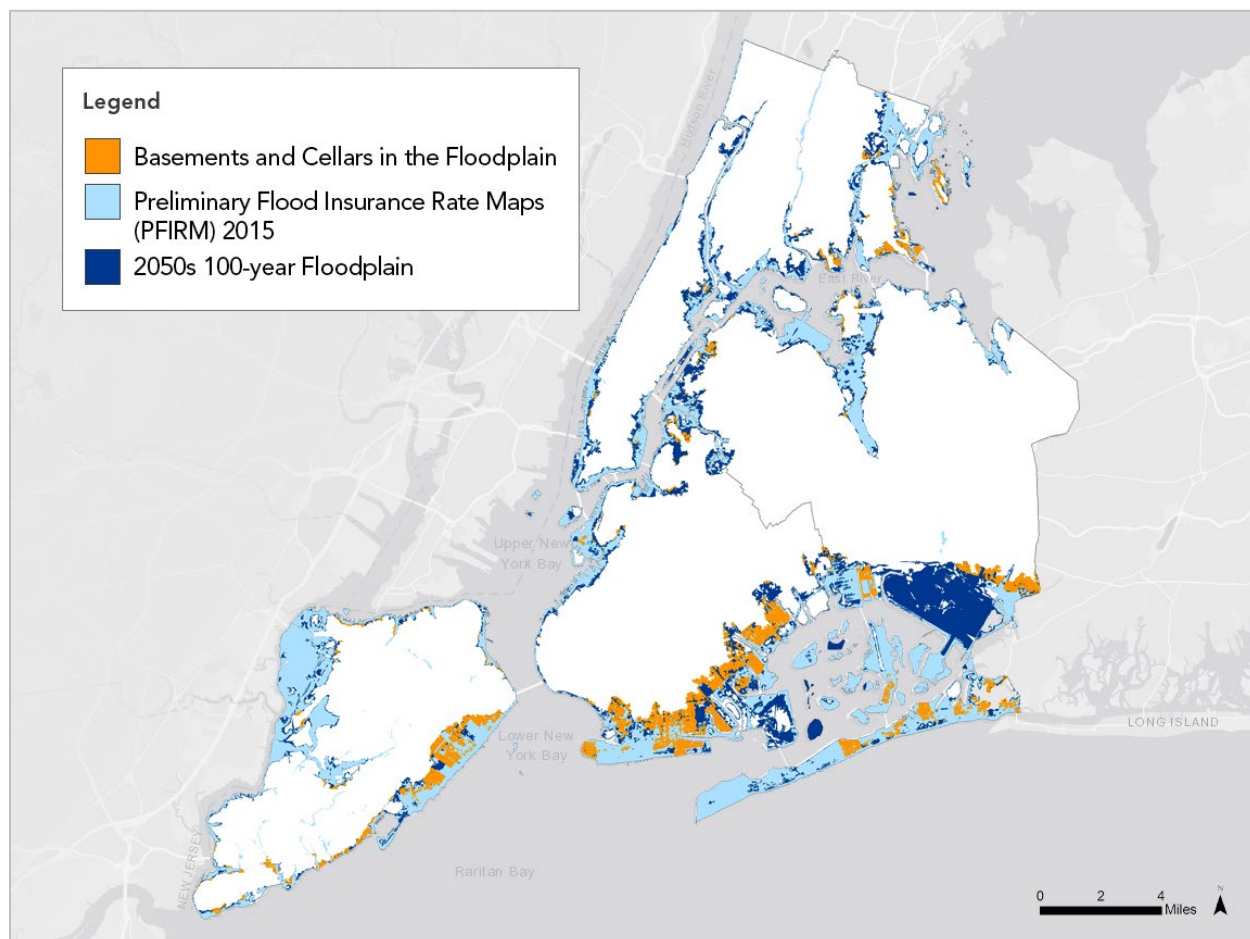 Legend
Basements and Cellars in the Floodplain
Preliminary Flood Insurance Rate Maps
(PFIRM) 2015
2050s 100-year Floodplain
Hudson River
East River
Upper New
York Bay
Lower New
York Bay
LONG ISLAND
NEW JERSEY
Raritan Bay
0 2 4
Miles
N